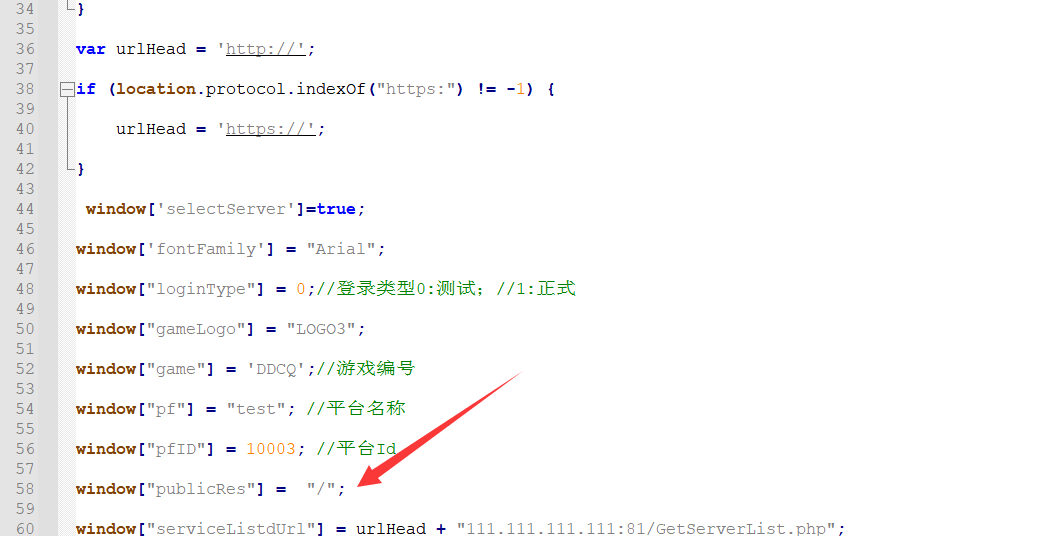 34 }
35
36 var urlHead = 'http://';
37
38 if (location.protocol.indexOf("https:") != -1) {
39
40 urlHead = 'https://';
41
42 }
43
44 window['selectServer']=true;
45
46 window['fontFamily'] = "Arial";
47
48 window["loginType"] = 0;//登录类型0:测试；//1:正式
49
50 window["gameLogo"] = "LOGO3";
51
52 window["game"] = 'DDCQ';//游戏编号
53
54 window["pf"] = "test"; //平台名称
55
56 window["pfID"] = 10003; //平台Id
57
58 window["publicRes"] =  "/";
59
60 window["serviceListdUrl"] = urlHead + "111.111.111.111:81/GetServerList.php";